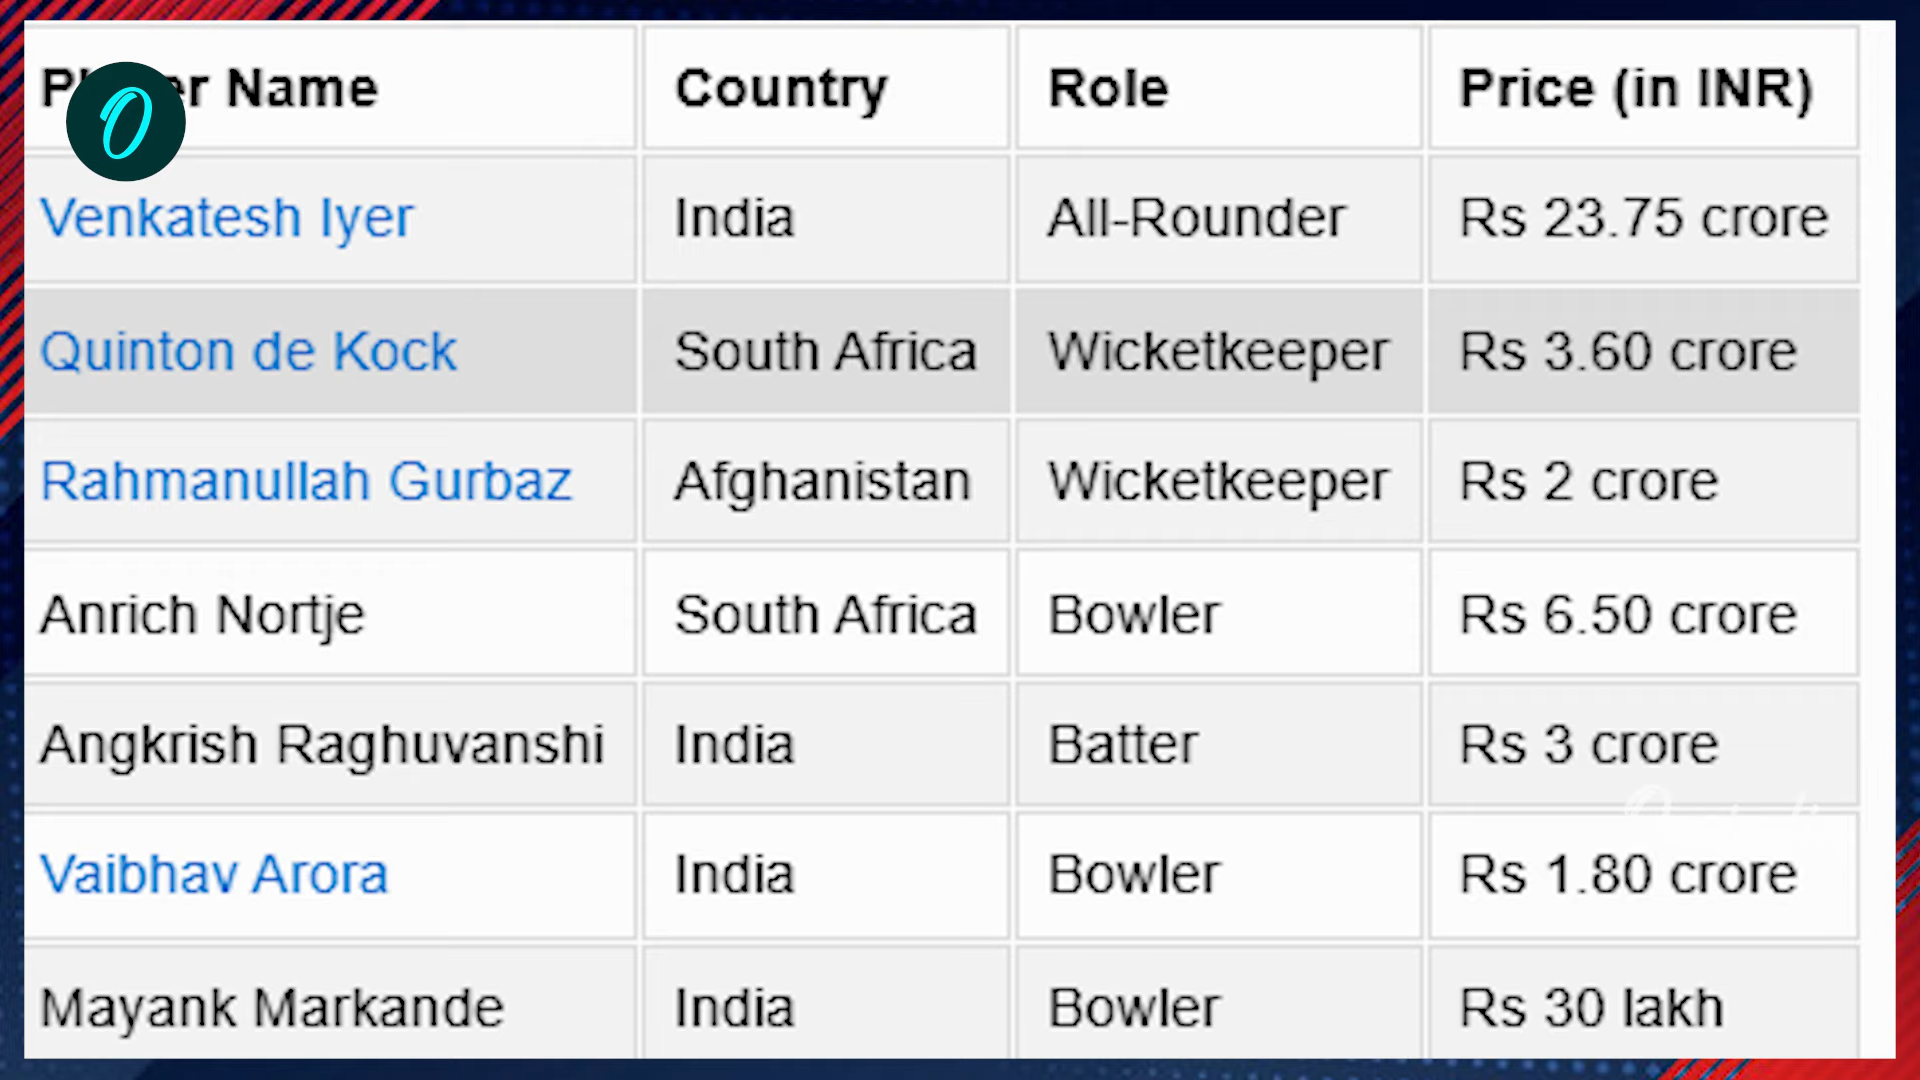 Name Country Role Price (in INR)
Venkatesh Iyer India All-Rounder Rs 23.75 crore
Quinton de Kock South Africa Wicketkeeper Rs 3.60 crore
Rahmanullah Gurbaz Afghanistan Wicketkeeper Rs 2 crore
Anrich Nortje South Africa Bowler Rs 6.50 crore
Angkrish Raghuvanshi India Batter Rs 3 crore
Vaibhav Arora India Bowler Rs 1.80 crore
Mayank Markande India Bowler Rs 30 lakh